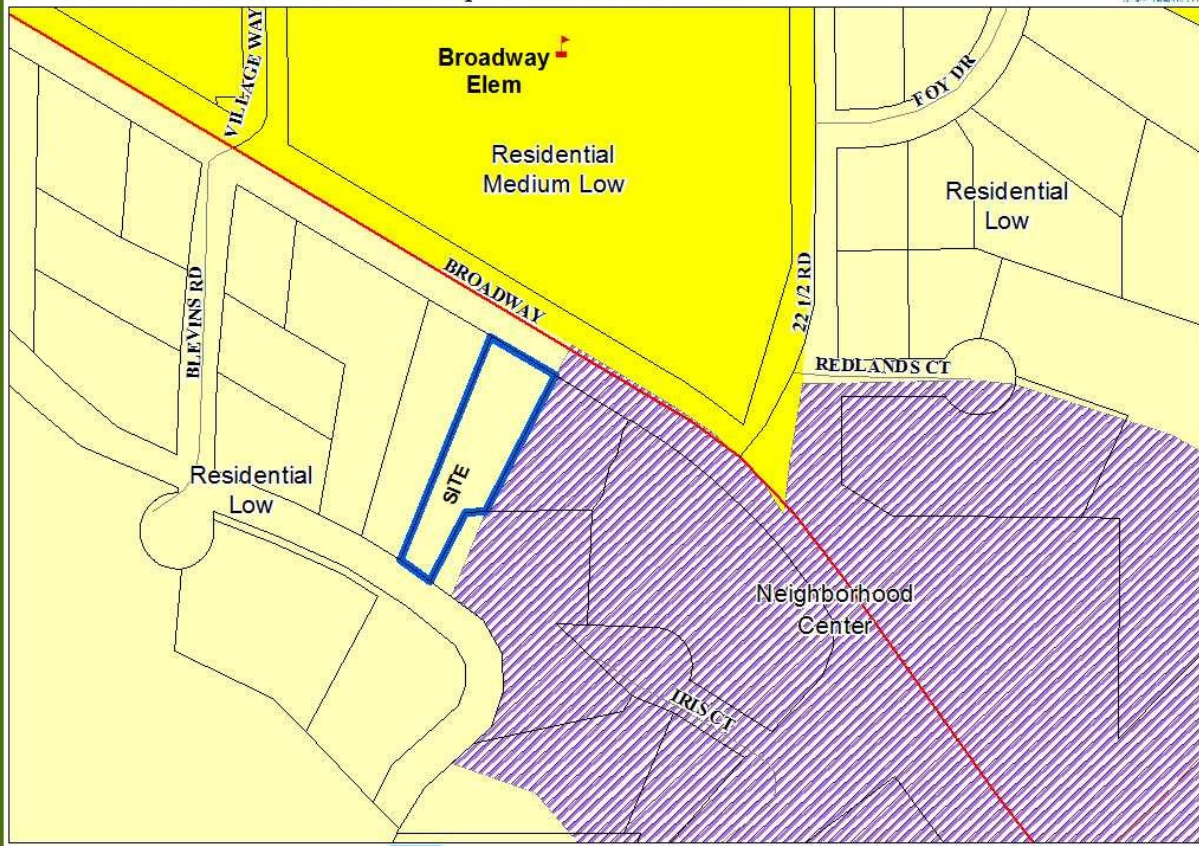 VILLAGE WAY
Broadway
Elem
FOY DR
Residential
Medium Low
Residential
Low
BROADWAY
22 1/2 RD
BLEVINS RD
REDLANDS CT
SITE
Residential
Low
Neighborhood
Center
IRIS CT